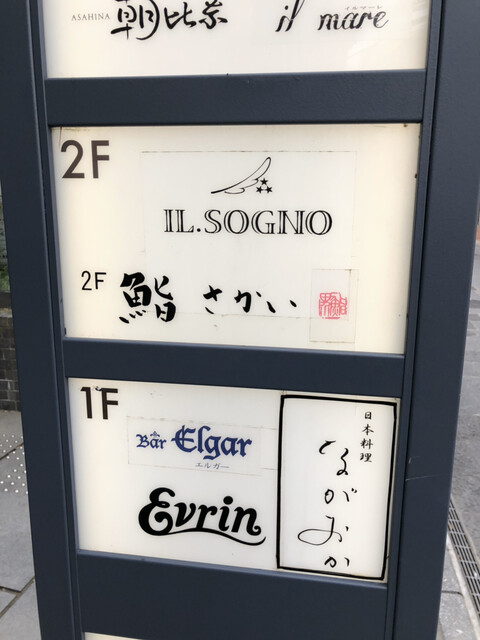 ASAHINA 朝比奈
イルマーレ
il mare
2F
IL.SOGNO
2F 鮨 さかい
1F
Bar Elgar
エルガー
Evrin
日本料理
ながおか